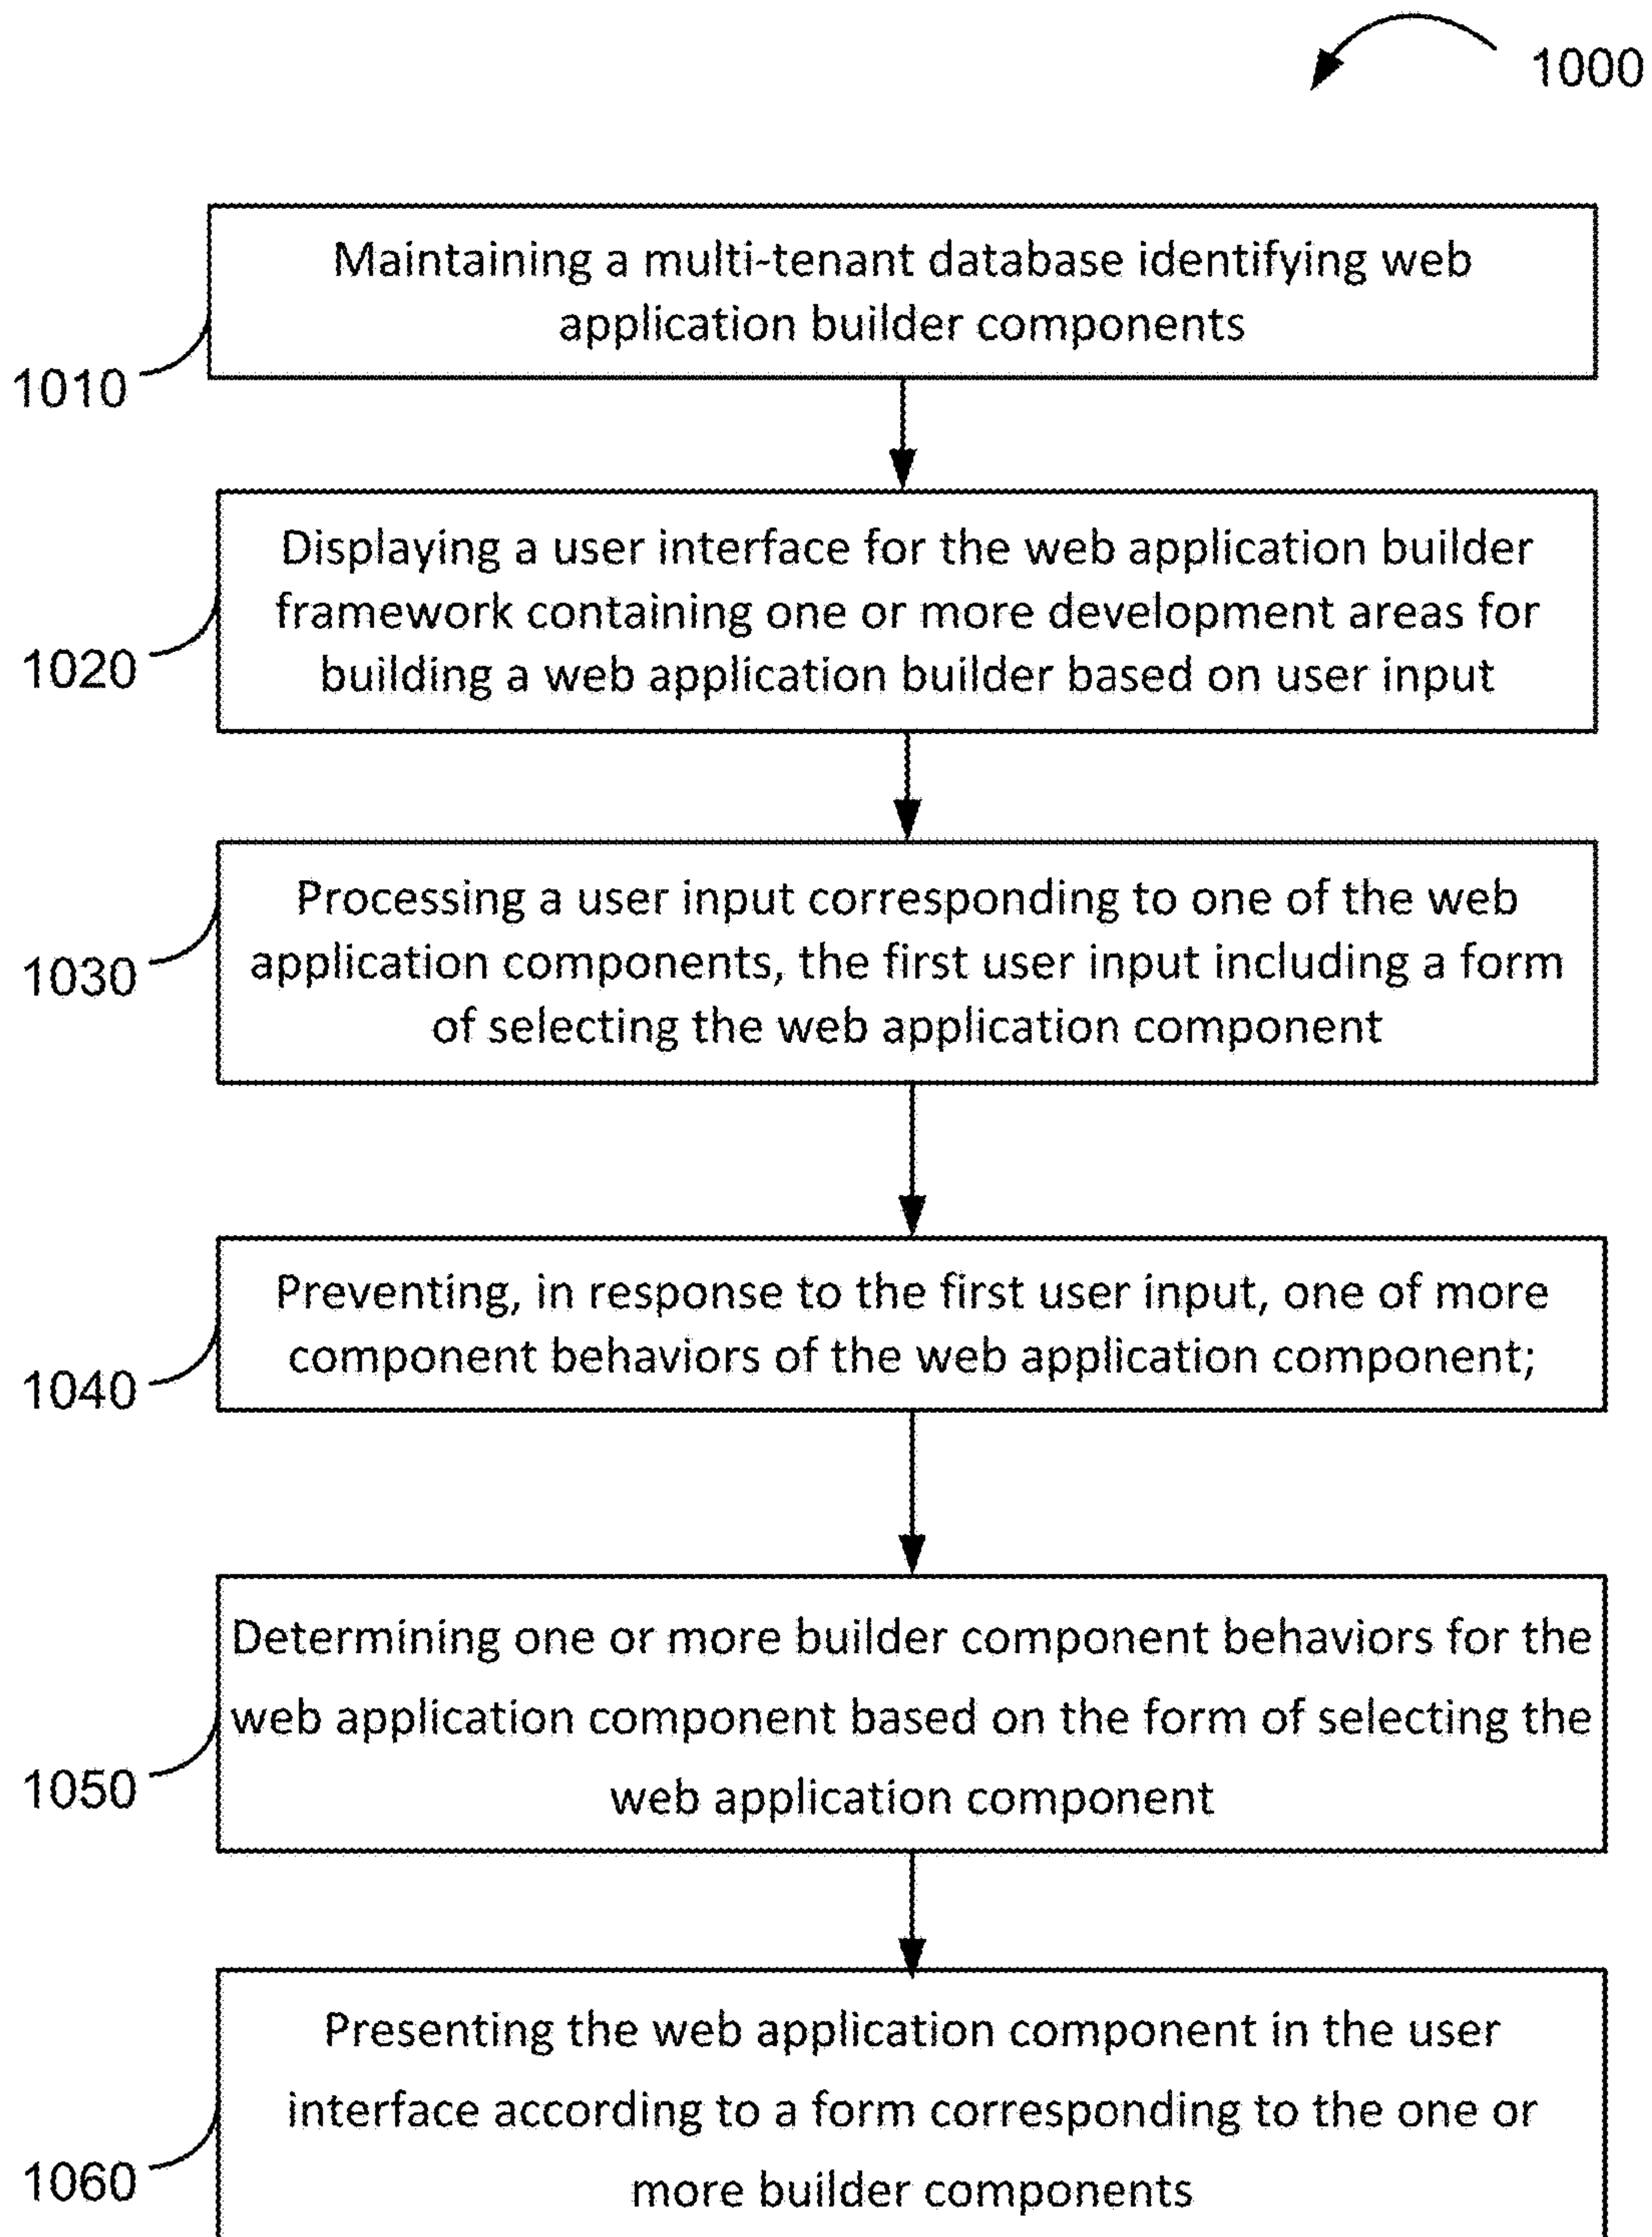 1000
Maintaining a multi-tenant database identifying web
application builder components
1010
Displaying a user interface for the web application builder
framework containing one or more development areas for
building a web application builder based on user input
1020
Processing a user input corresponding to one of the web
application components, the first user input including a form
of selecting the web application component
1030
Preventing, in response to the first user input, one of more
component behaviors of the web application component;
1040
Determining one or more builder component behaviors for the
web application component based on the form of selecting the
web application component
1050
Presenting the web application component in the user
interface according to a form corresponding to the one or
more builder components
1060